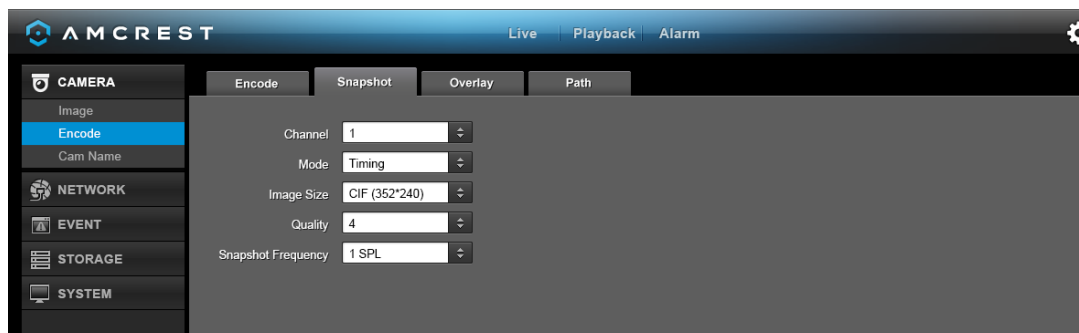 AMCREST
Live Playback Alarm
CAMERA
Image
Encode
Cam Name
NETWORK
EVENT
STORAGE
SYSTEM
Encode Snapshot Overlay Path
Channel 1
Mode Timing
Image Size CIF (352*240)
Quality 4
Snapshot Frequency 1 SPL